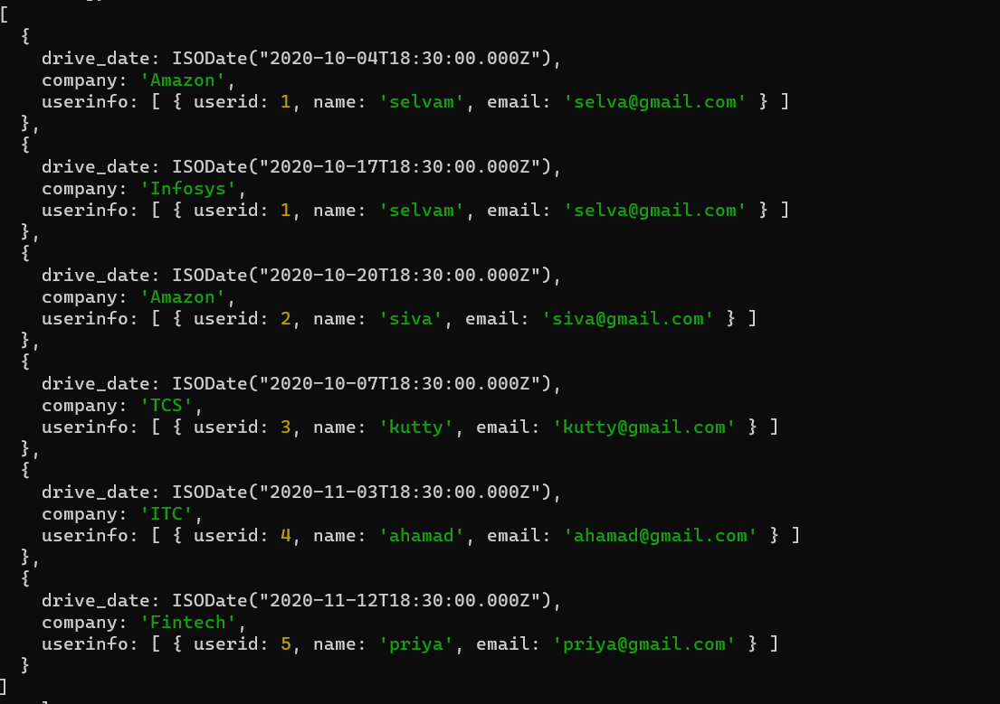 [
  {
    drive_date: ISODate("2020-10-04T18:30:00.000Z"),
    company: 'Amazon',
    userinfo: [ { userid: 1, name: 'selvam', email: 'selva@gmail.com' } ]
  },
  {
    drive_date: ISODate("2020-10-17T18:30:00.000Z"),
    company: 'Infosys',
    userinfo: [ { userid: 1, name: 'selvam', email: 'selva@gmail.com' } ]
  },
  {
    drive_date: ISODate("2020-10-20T18:30:00.000Z"),
    company: 'Amazon',
    userinfo: [ { userid: 2, name: 'siva', email: 'siva@gmail.com' } ]
  },
  {
    drive_date: ISODate("2020-10-07T18:30:00.000Z"),
    company: 'TCS',
    userinfo: [ { userid: 3, name: 'kutty', email: 'kutty@gmail.com' } ]
  },
  {
    drive_date: ISODate("2020-11-03T18:30:00.000Z"),
    company: 'ITC',
    userinfo: [ { userid: 4, name: 'ahamad', email: 'ahamad@gmail.com' } ]
  },
  {
    drive_date: ISODate("2020-11-12T18:30:00.000Z"),
    company: 'Fintech',
    userinfo: [ { userid: 5, name: 'priya', email: 'priya@gmail.com' } ]
  }
]